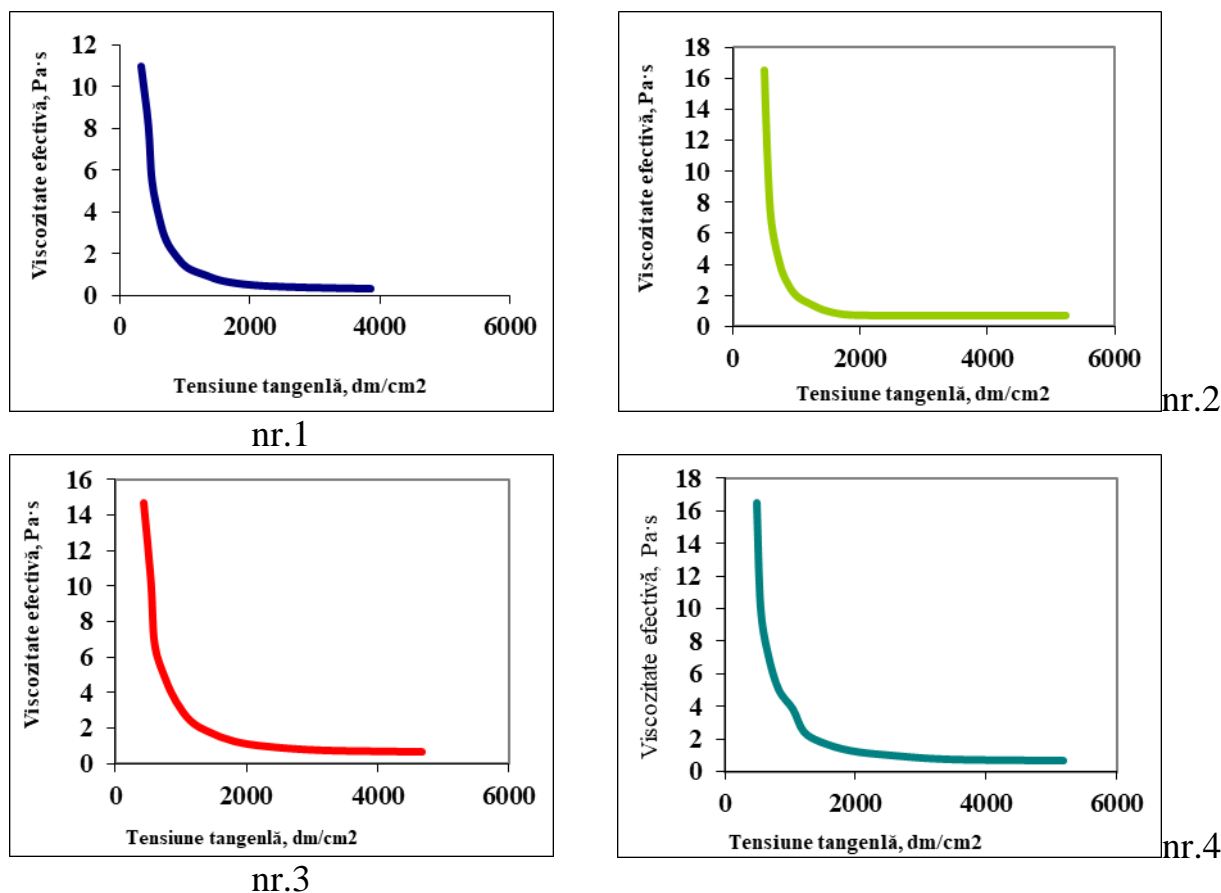 12
10
8
6
4
2
0
Viscozitate efectivă, Pa·s
0 2000 4000 6000
Tensiune tangenlă, dm/cm2
nr.1
18
16
14
12
10
8
6
4
2
0
Viscozitate efectivă, Pa·s
0 2000 4000 6000
Tensiune tangenlă, dm/cm2
nr.2
16
14
12
10
8
6
4
2
0
Viscozitate efectivă, Pa·s
0 2000 4000 6000
Tensiune tangenlă, dm/cm2
nr.3
18
16
14
12
10
8
6
4
2
0
Viscozitate efectivă, Pa·s
0 2000 4000 6000
Tensiune tangenlă, dm/cm2
nr.4